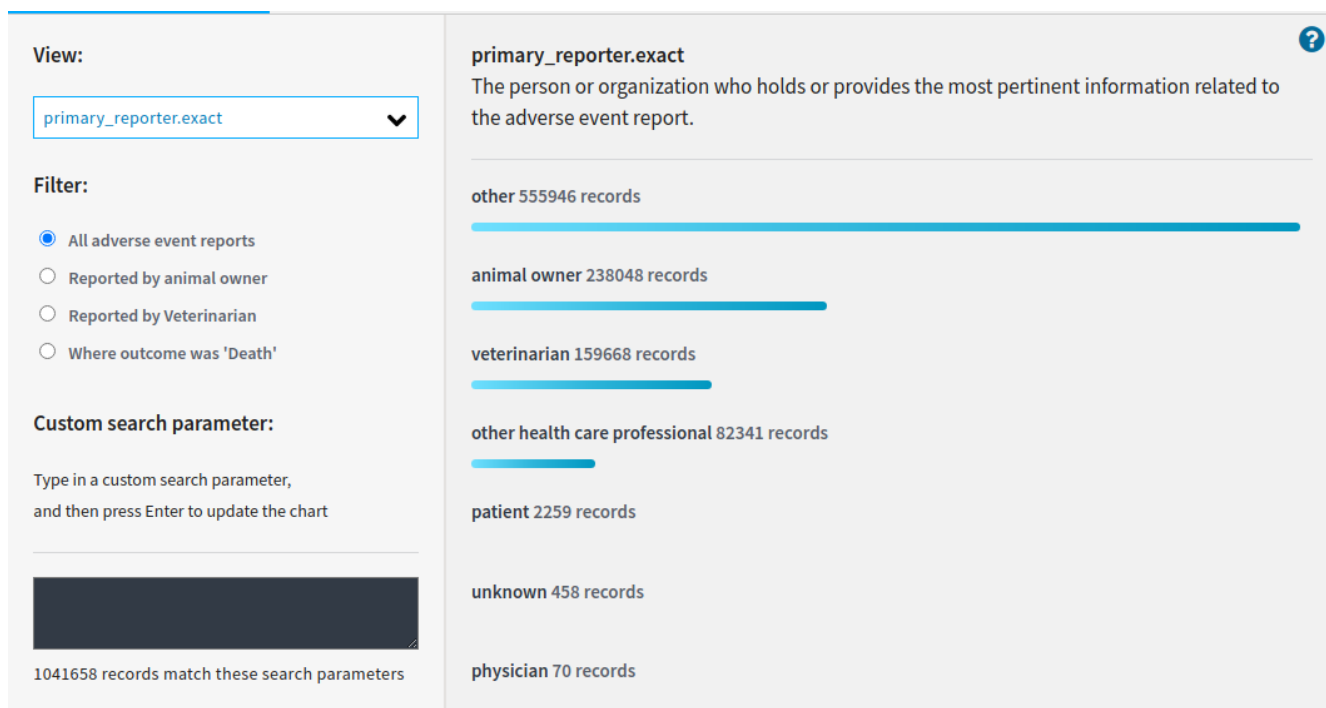 View:
primary_reporter.exact
Filter:
All adverse event reports
Reported by animal owner
Reported by Veterinarian
Where outcome was 'Death'
Custom search parameter:
Type in a custom search parameter,
and then press Enter to update the chart
1041658 records match these search parameters
?
primary_reporter.exact
The person or organization who holds or provides the most pertinent information related to
the adverse event report.
other 555946 records
animal owner 238048 records
veterinarian 159668 records
other health care professional 82341 records
patient 2259 records
unknown 458 records
physician 70 records